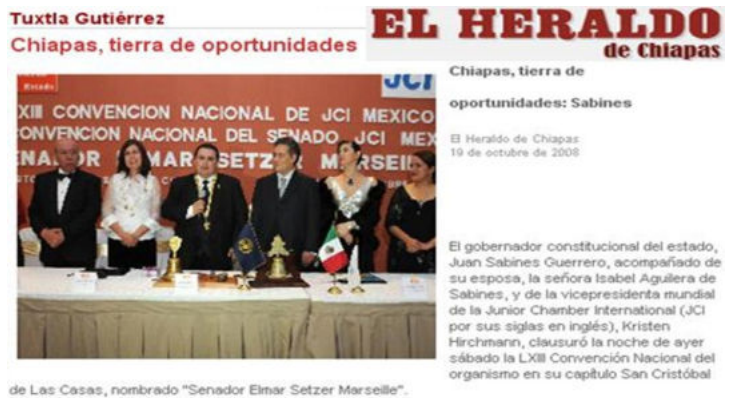 Tuxtla Gutiérrez
Chiapas, tierra de oportunidades
EL HERALDO
de Chiapas
Estado
JCI
XIII CONVENCION NACIONAL DE JCI MEXICO
CONVENCION NACIONAL DEL SENADO JCI MEX
ENADOR ELMAR SETZER MARSEILL
Chiapas, tierra de
oportunidades: Sabines
El Heraldo de Chiapas
19 de octubre de 2008
El gobernador constitucional del estado,
Juan Sabines Guerrero, acompañado de
su esposa, la señora Isabel Aguilera de
Sabines, y de la vicepresidenta mundial
de la Junior Chamber International (JCI
por sus siglas en inglés), Kristen
Hirchmann, clausuró la noche de ayer
sábado la LXIII Convención Nacional del
organismo en su capítulo San Cristóbal
de Las Casas, nombrado "Senador Elmar Setzer Marseille".